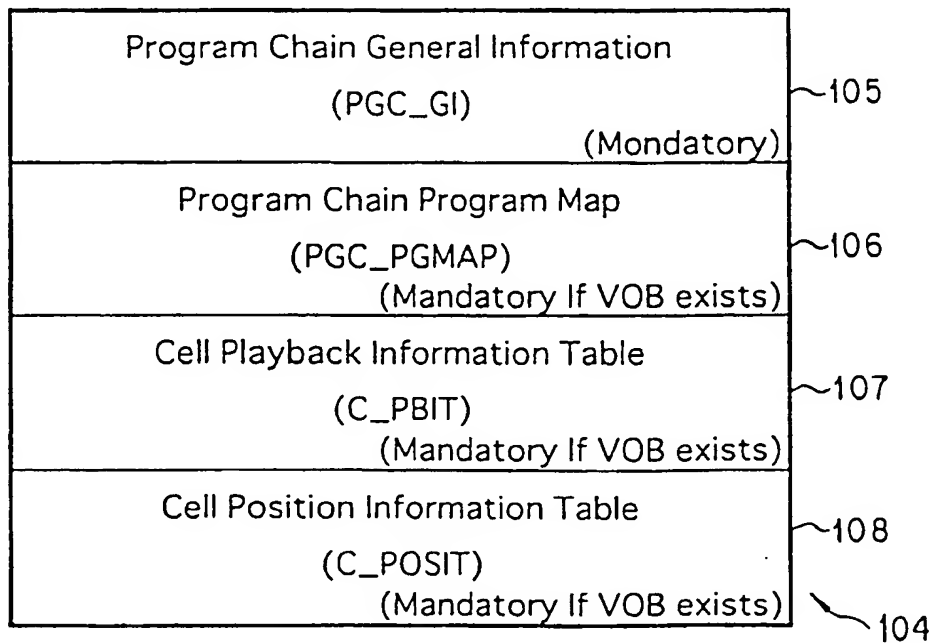 Program Chain General Information
(PGC_GI)
(Mondatory)
105
Program Chain Program Map
(PGC_PGMAP)
(Mandatory If VOB exists)
106
Cell Playback Information Table
(C_PBIT)
(Mandatory If VOB exists)
107
Cell Position Information Table
(C_POSIT)
(Mandatory If VOB exists)
108
104